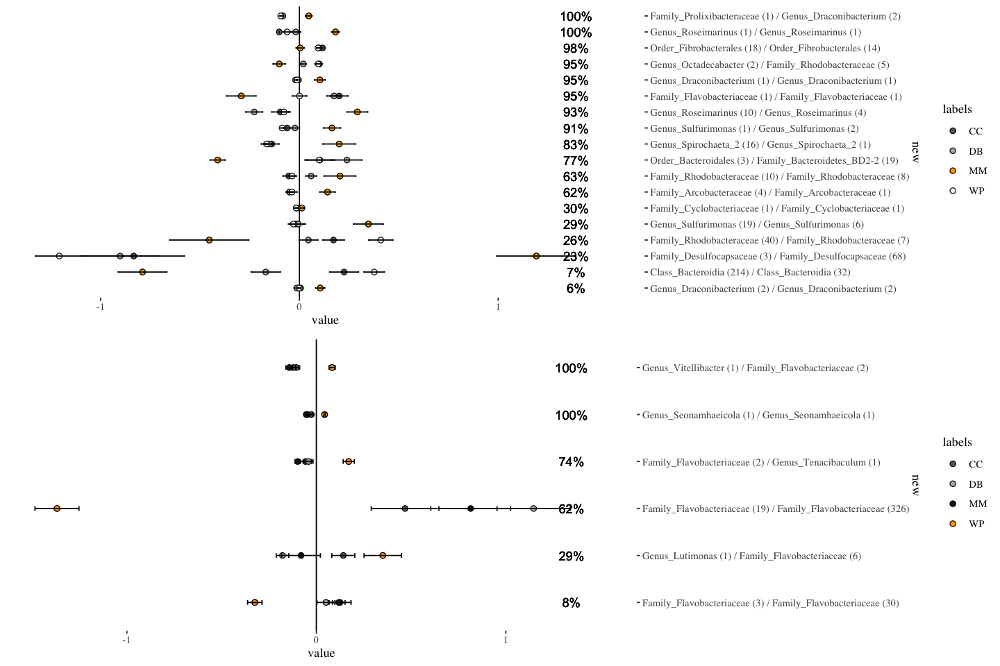 100% Family_Prolixibacteraceae (1) / Genus_Draconibacterium (2)
100% Genus_Roseimarinus (1) / Genus_Roseimarinus (1)
98% Order_Fibrobacterales (18) / Order_Fibrobacterales (14)
95% Genus_Octadecabacter (2) / Family_Rhodobacteraceae (5)
95% Genus_Draconibacterium (1) / Genus_Draconibacterium (1)
95% Family_Flavobacteriaceae (1) / Family_Flavobacteriaceae (1)
93% Genus_Roseimarinus (10) / Genus_Roseimarinus (4)
91% Genus_Sulfurimonas (1) / Genus_Sulfurimonas (2)
83% Genus_Spirochaeta_2 (16) / Genus_Spirochaeta_2 (1)
77% Order_Bacteroidales (3) / Family_Bacteroidetes_BD2-2 (19)
63% Family_Rhodobacteraceae (10) / Family_Rhodobacteraceae (8)
62% Family_Arcobacteraceae (4) / Family_Arcobacteraceae (1)
30% Family_Cyclobacteriaceae (1) / Family_Cyclobacteriaceae (1)
29% Genus_Sulfurimonas (19) / Genus_Sulfurimonas (6)
26% Family_Rhodobacteraceae (40) / Family_Rhodobacteraceae (7)
23% Family_Desulfocapsaceae (3) / Family_Desulfocapsaceae (68)
7% Class_Bacteroidia (214) / Class_Bacteroidia (32)
6% Genus_Draconibacterium (2) / Genus_Draconibacterium (2)
-1 0 1
value
new
labels
CC
DB
MM
WP
100% Genus_Vitellibacter (1) / Family_Flavobacteriaceae (2)
100% Genus_Seonamhaeicola (1) / Genus_Seonamhaeicola (1)
74% Family_Flavobacteriaceae (2) / Genus_Tenacibaculum (1)
62% Family_Flavobacteriaceae (19) / Family_Flavobacteriaceae (326)
29% Genus_Lutimonas (1) / Family_Flavobacteriaceae (6)
8% Family_Flavobacteriaceae (3) / Family_Flavobacteriaceae (30)
-1 0 1
value
new
labels
CC
DB
MM
WP